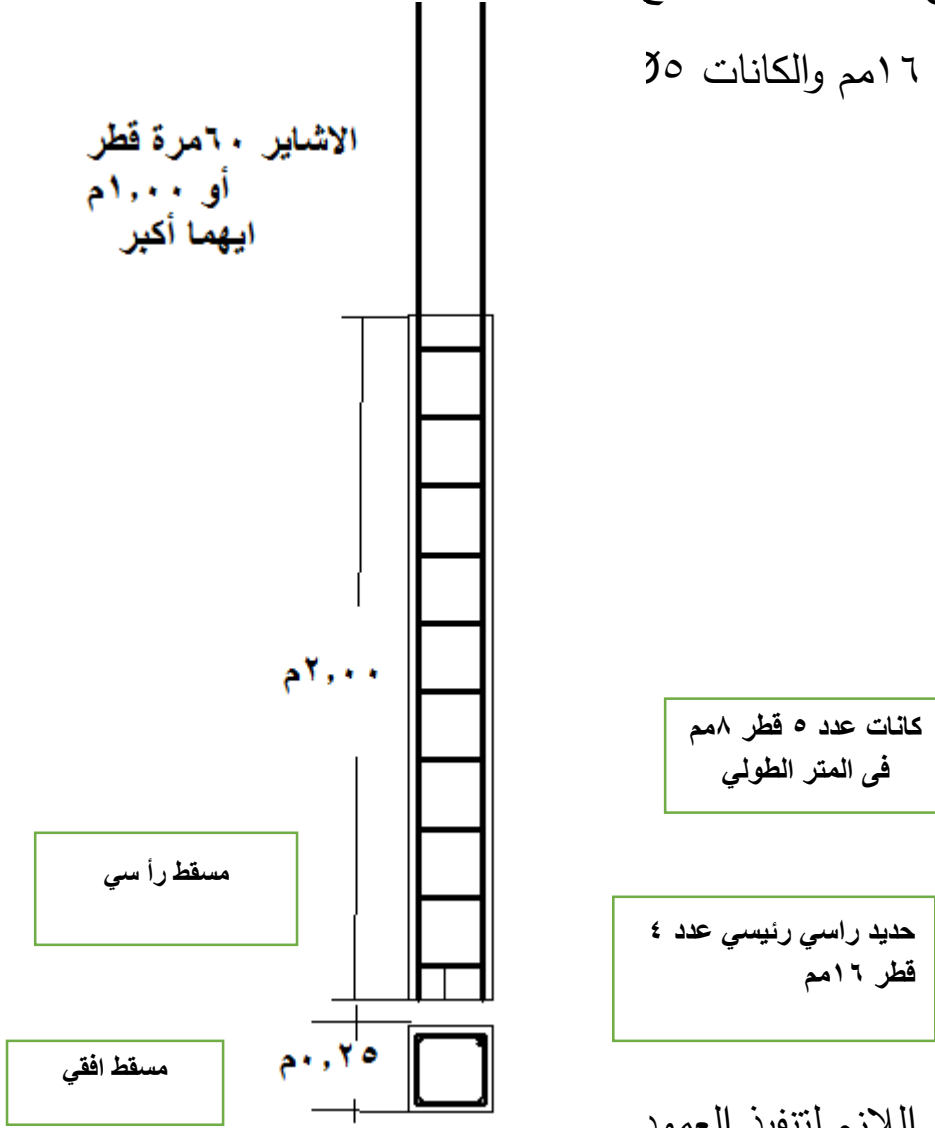 ١٦مم والكانات
الاشاير ٦٠مرة قطر
أو ١,٠٠م
ايهما أكبر
٢,٠٠م
كانات عدد ٥ قطر ٨مم
فى المتر الطولي
مسقط رأ سي
حديد راسي رئيسي عدد ٤
قطر ١٦مم
٠,٢٥م
مسقط افقي
اللازم لتنفيذ العمود